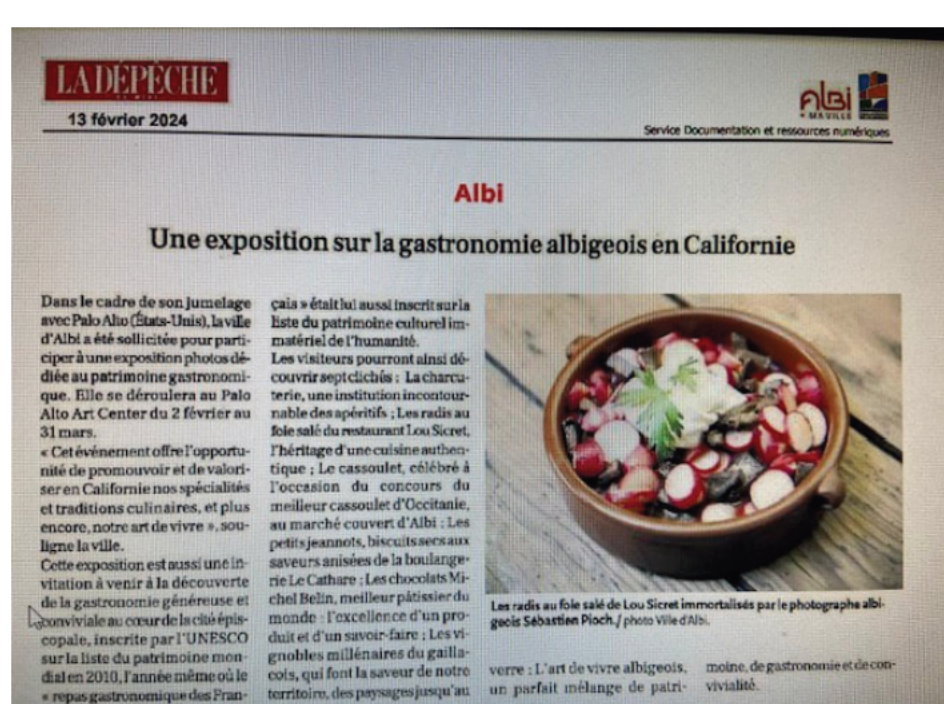 LA DÉPÊCHE
DU MIDI
13 février 2024
Albi
MA VILLE
Service Documentation et ressources numériques
Albi
Une exposition sur la gastronomie albigeois en Californie
Dans le cadre de son jumelage
avec Palo Alto (États-Unis), la ville
d'Albi a été sollicitée pour parti-
ciper à une exposition photos dé-
diée au patrimoine gastronomi-
que. Elle se déroulera au Palo
Alto Art Center du 2 février au
31 mars.
« Cet événement offre l'opportu-
nité de promouvoir et de valori-
ser en Californie nos spécialités
et traditions culinaires, et plus
encore, notre art de vivre », sou-
ligne la ville.
Cette exposition est aussi une in-
vitation à venir à la découverte
de la gastronomie généreuse et
conviviale au cœur de la cité épis-
copale, inscrite par l'UNESCO
sur la liste du patrimoine mon-
dial en 2010, l'année même où le
« repas gastronomique des Fran-
çais » était lui aussi inscrit sur la
liste du patrimoine culturel im-
matériel de l'humanité.
Les visiteurs pourront ainsi dé-
couvrir sept clichés : La charcu-
terie, une institution incontour-
nable des apéritifs ; Les radis au
foie salé du restaurant Lou Sicret,
l'héritage d'une cuisine authen-
tique ; Le cassoulet, célébré à
l'occasion du concours du
meilleur cassoulet d'Occitanie,
au marché couvert d'Albi ; Les
petits jeannots, biscuits secs aux
saveurs anisées de la boulange-
rie Le Cathare ; Les chocolats Mi-
chel Belin, meilleur pâtissier du
monde : l'excellence d'un pro-
duit et d'un savoir-faire ; Les vi-
gnobles millénaires du gailla-
cois, qui font la saveur de notre
territoire, des paysages jusqu'au
Les radis au foie salé de Lou Sicret immortalisés par le photographe albi-
geois Sébastien Pioch./ photo Ville d'Albi.
verre ; L'art de vivre albigeois,
un parfait mélange de patri-
moine, de gastronomie et de con-
vivialité.